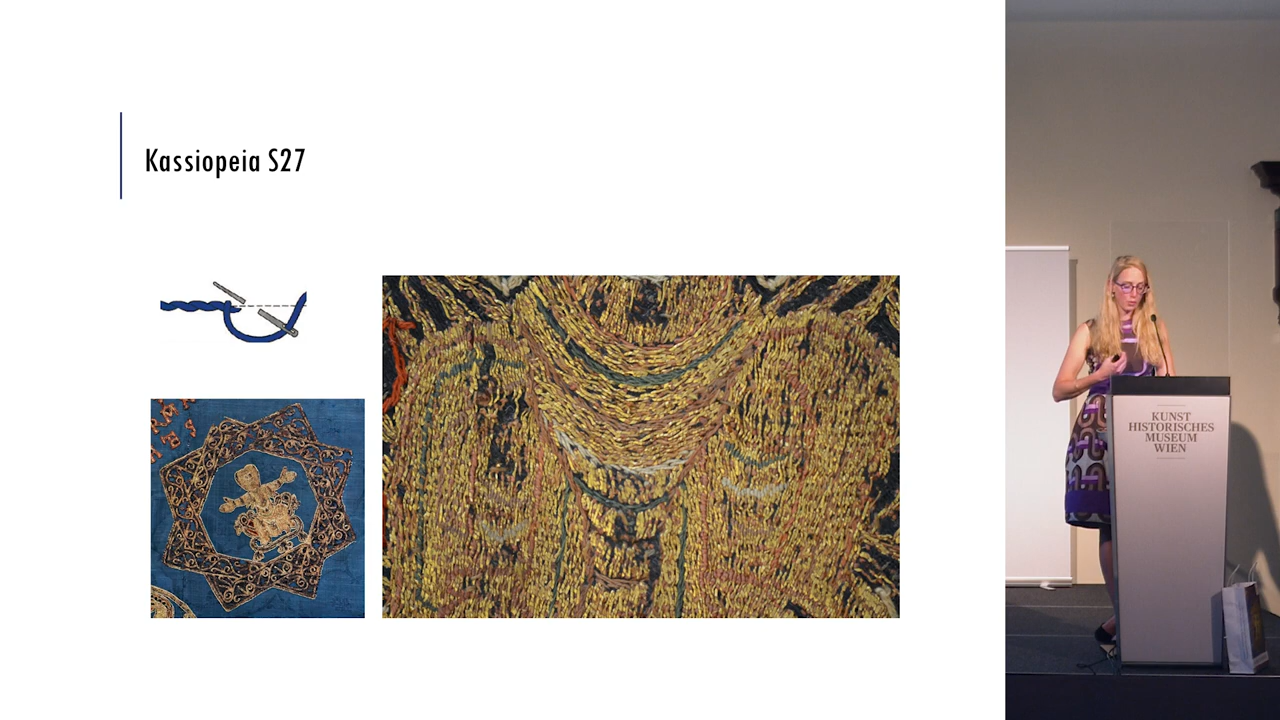 Kassiopeia S27
KUNST
HISTORISCHES
MUSEUM
WIEN